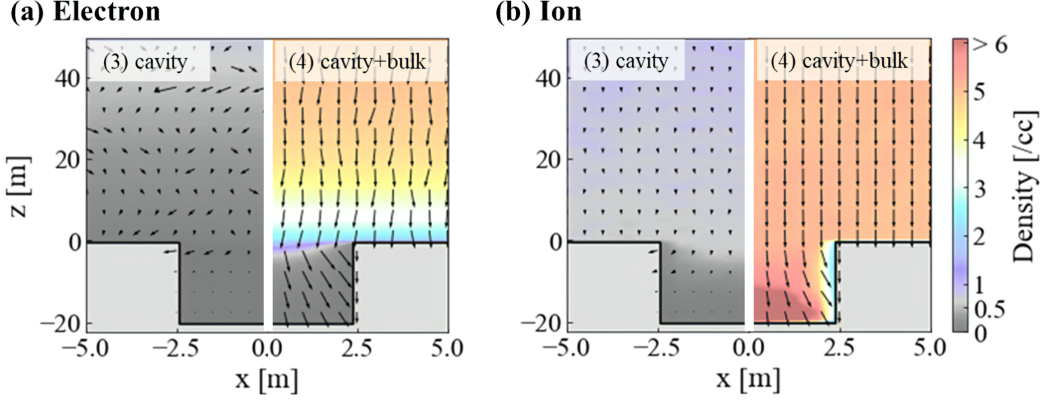 (a) Electron
(b) Ion
(3) cavity
(4) cavity+bulk
(3) cavity
(4) cavity+bulk
z [m]
40
20
0
−20
40
20
0
−20
−5.0
−2.5
0.0
2.5
5.0
x [m]
−5.0
−2.5
0.0
2.5
5.0
x [m]
> 6
5
4
3
2
1
0.5
0
Density [/cc]